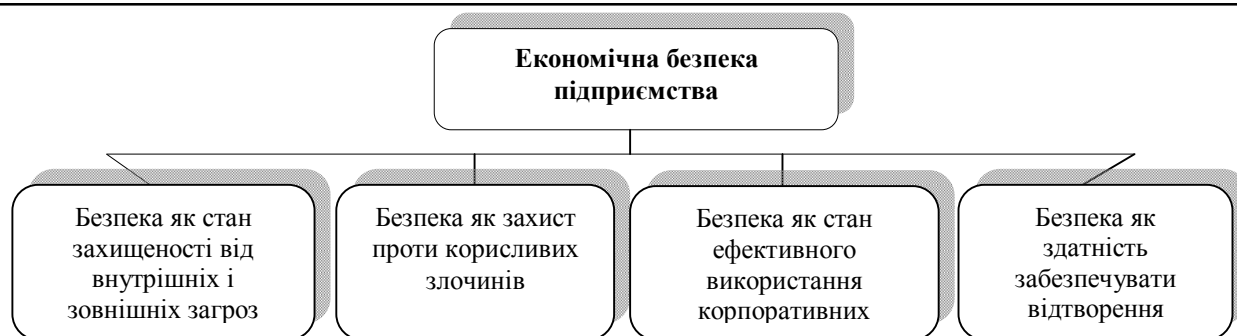 Економічна безпека
підприємства
Безпека як стан
захищеності від
внутрішніх і
зовнішніх загроз
Безпека як захист
проти корисливих
злочинів
Безпека як стан
ефективного
використання
корпоративних
Безпека як
здатність
забезпечувати
відтворення